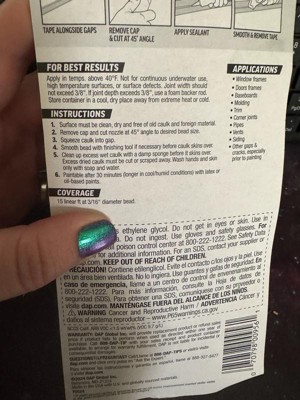 TAPE ALONGSIDE GAPS
REMOVE CAP
& CUT AT 45° ANGLE
APPLY SEALANT
SMOOTH & REMOVE TAPE
FOR BEST RESULTS
Apply in temps. above 40°F. Not for continuous underwater use,
high temperature surfaces, or surface defects. Joint width should
not exceed 3/8". If joint depth exceeds 3/8", use a foam backer rod.
Store container in a cool, dry place away from extreme heat or cold
INSTRUCTIONS
1. Surface must be clean, dry and free of old caulk and foreign material.
2. Remove cap and cut nozzle at 45° angle to desired bead size.
3. Squeeze caulk into gap.
4. Smooth bead with finishing tool if necessary before caulk skins over.
5. Clean up excess wet caulk with a damp sponge before it skins over.
Excess dried caulk must be cut or scraped away. Wash hands and skin
only with soap and water.
6. Paintable after 30 minutes (longer in cool/humid conditions) with latex or
oil-based paints.
COVERAGE
15 linear ft at 3/16" diameter bead.
APPLICATIONS
• Window frames
• Door frames
• Baseboards
• Molding
• Trim
• Corner joints
• Pipes
• Vents
• Siding
• Other gaps &
cracks, especially
prior to painting
ethylene glycol. Do not get in eyes or skin. Use in
Do not ingest. Use gloves and safety glasses. For
poison control center at 800-222-1222. See Safety Data
for additional information. For an SDS, contact your supplier or
.com. KEEP OUT OF REACH OF CHILDREN.
¡PRECAUCIÓN! Contiene etilenglicol. Evite el contacto
en un área bien ventilada. No lo ingiera. Use guantes y gafas de seguridad. En
caso de emergencia, llame a un centro de control de envenenamiento al
800-222-1222. Para más información, consulte la Hoja de datos de
seguridad (SDS). Para obtener una SDS, comuníquese con su proveedor o
visite dap.com. MANTÉNGASE FUERA DEL ALCANCE DE LOS NIÑOS.
⚠ WARNING: Cancer and Reproductive Harm / ADVERTENCIA: Cáncer y
daños al sistema reproductivo – www.P65Warnings.ca.gov